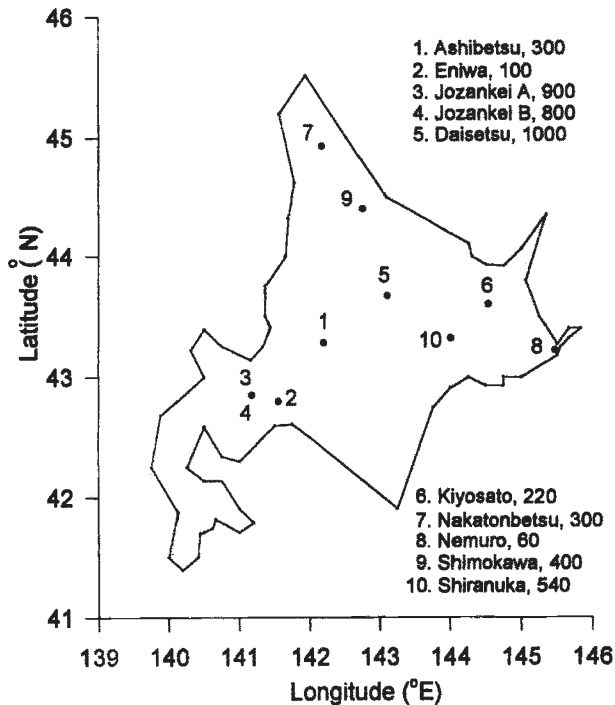 1. Ashibetsu, 300
2. Eniwa, 100
3. Jozankei A, 900
4. Jozankei B, 800
5. Daisetsu, 1000
46
45
44
43
42
41
Latitude (° N)
7
9
5
6
1
10
8
3
4
2
6. Kiyosato, 220
7. Nakatonbetsu, 300
8. Nemuro, 60
9. Shimokawa, 400
10. Shiranuka, 540
139 140 141 142 143 144 145 146
Longitude (°E)